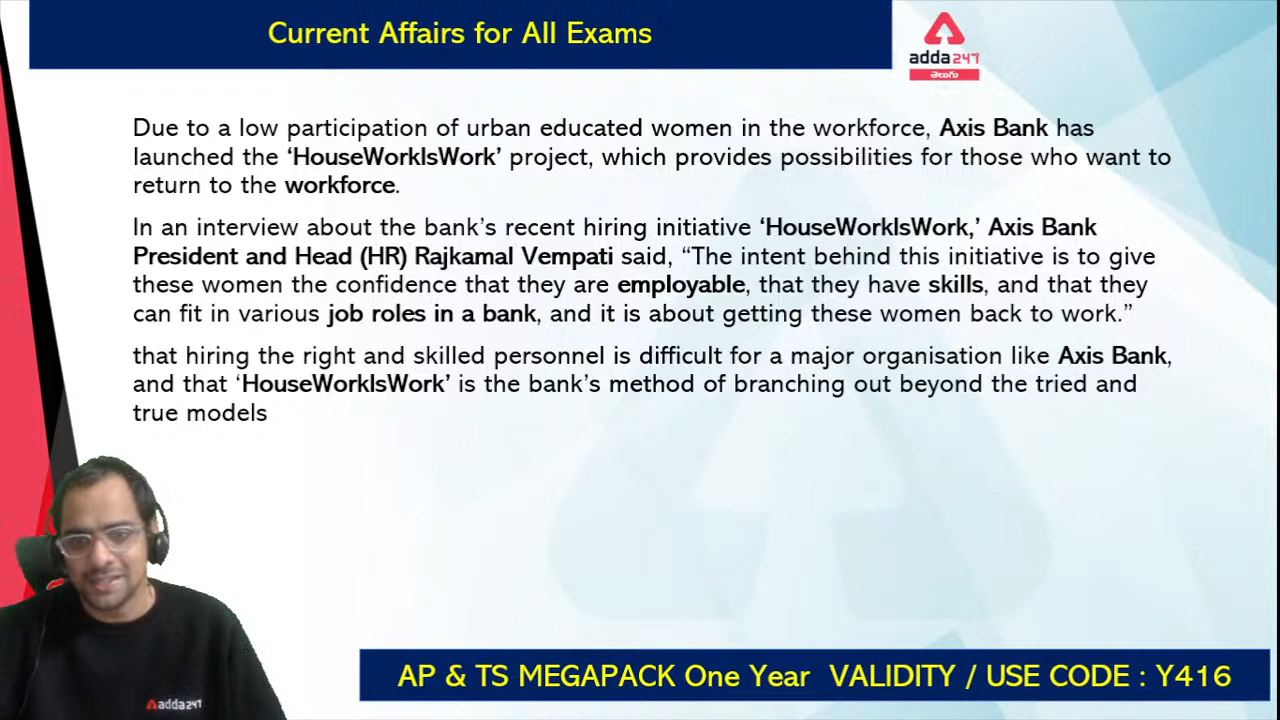 Current Affairs for All Exams
adda247
తెలుగు
Due to a low participation of urban educated women in the workforce, Axis Bank has
launched the ‘HouseWorkIsWork’ project, which provides possibilities for those who want to
return to the workforce.
In an interview about the bank’s recent hiring initiative ‘HouseWorkIsWork,’ Axis Bank
President and Head (HR) Rajkamal Vempati said, “The intent behind this initiative is to give
these women the confidence that they are employable, that they have skills, and that they
can fit in various job roles in a bank, and it is about getting these women back to work.”
that hiring the right and skilled personnel is difficult for a major organisation like Axis Bank,
and that ‘HouseWorkIsWork’ is the bank’s method of branching out beyond the tried and
true models
adda247
AP & TS MEGAPACK One Year VALIDITY / USE CODE : Y416